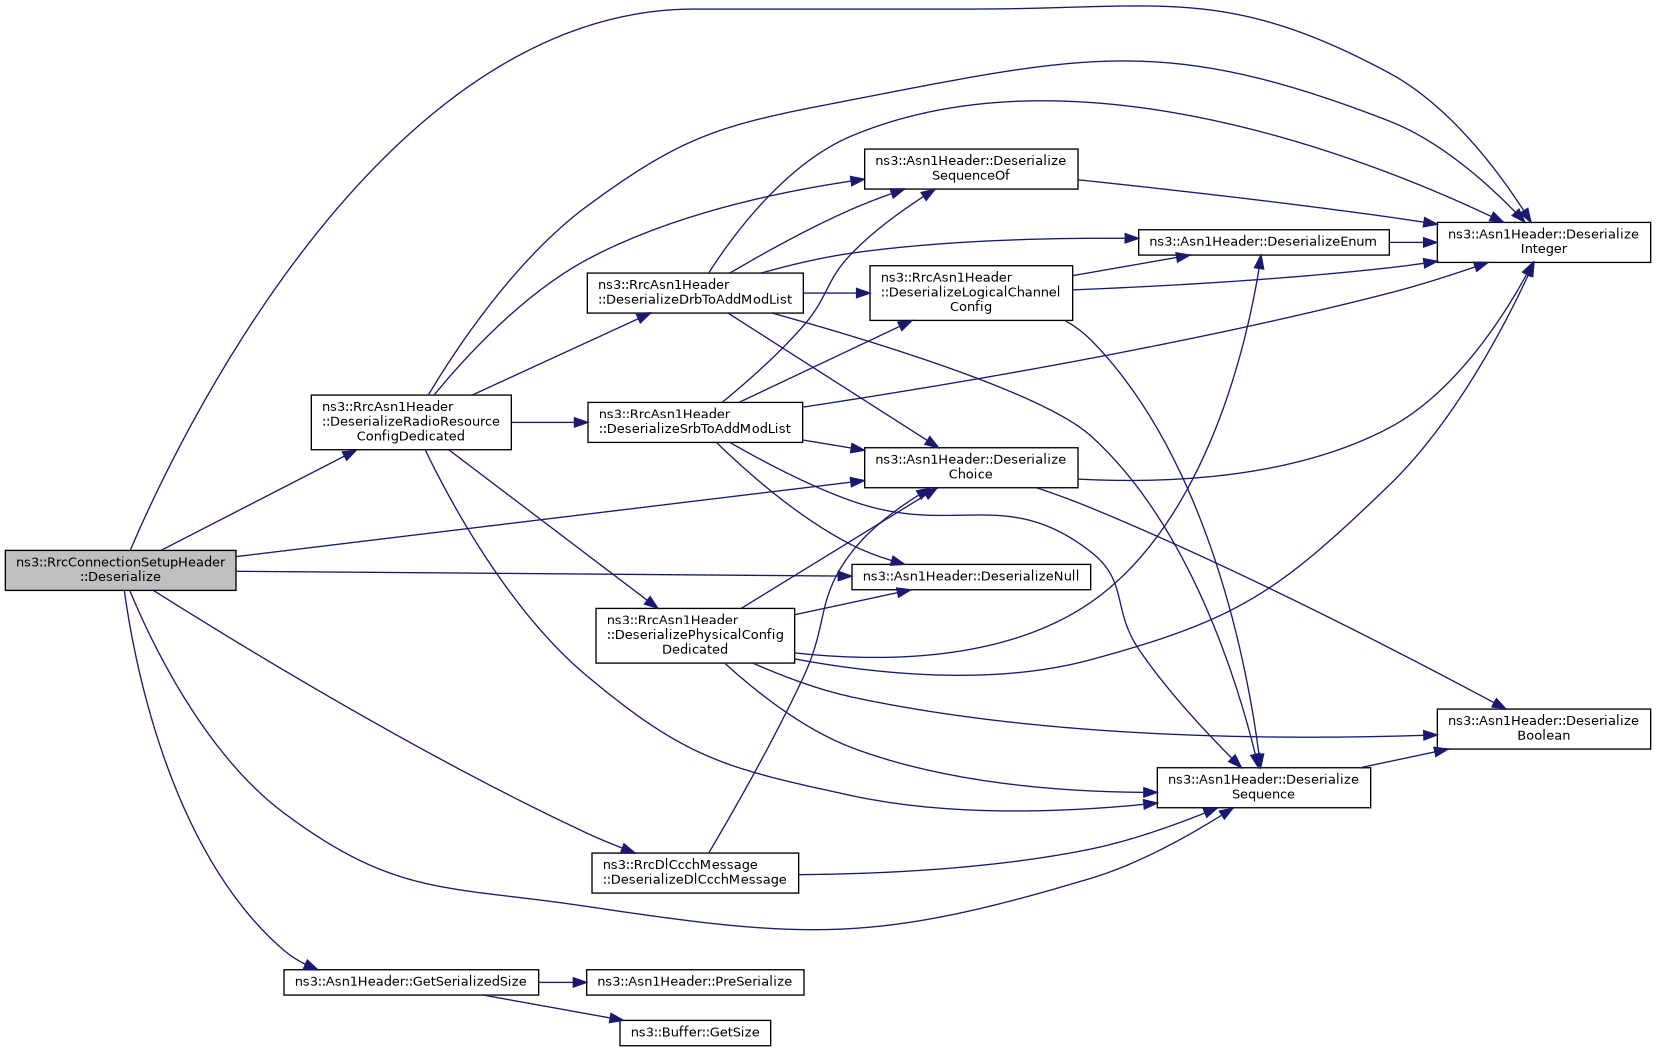 ns3::Asn1Header::Deserialize
SequenceOf
ns3::Asn1Header::DeserializeEnum
ns3::Asn1Header::Deserialize
Integer
ns3::RrcAsn1Header
::DeserializeDrbToAddModList
ns3::RrcAsn1Header
::DeserializeLogicalChannel
Config
ns3::RrcAsn1Header
::DeserializeRadioResource
ConfigDedicated
ns3::RrcAsn1Header
::DeserializeSrbToAddModList
ns3::Asn1Header::Deserialize
Choice
ns3::RrcConnectionSetupHeader
::Deserialize
ns3::Asn1Header::DeserializeNull
ns3::RrcAsn1Header
::DeserializePhysicalConfig
Dedicated
ns3::Asn1Header::Deserialize
Boolean
ns3::Asn1Header::Deserialize
Sequence
ns3::RrcDlCcchMessage
::DeserializeDlCcchMessage
ns3::Asn1Header::GetSerializedSize
ns3::Asn1Header::PreSerialize
ns3::Buffer::GetSize